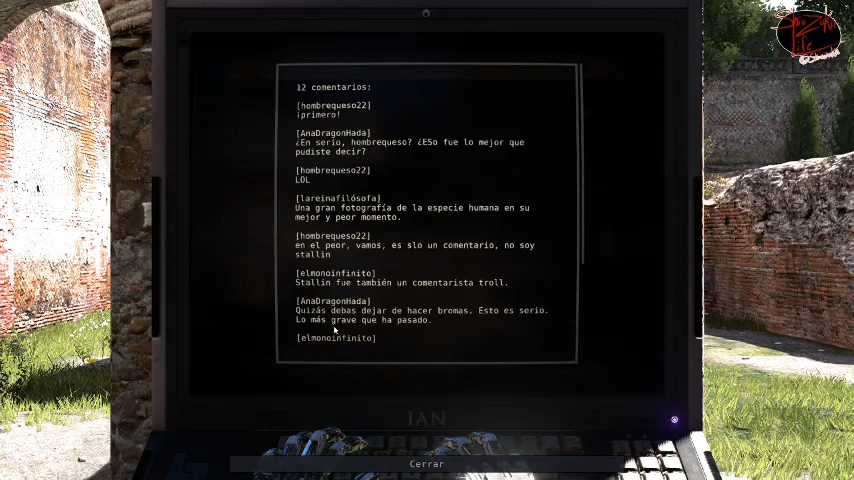 12 comentarios:
[hombrequeso22]
¡primero!
[AnaDragonHada]
¿En serio, hombrequeso? ¿ESo fue lo mejor que
pudiste decir?
[hombrequeso22]
LOL
[lareinafilósofa]
Una gran fotografía de la especie humana en su
mejor y peor momento.
[hombrequeso22]
en el peor, vamos, es slo un comentario, no soy
stallin
[elmonoinfinito]
Stallin fue también un comentarista troll.
[AnaDragonHada]
Quizás debas dejar de hacer bromas. Esto es serio.
Lo más grave que ha pasado.
[elmonoinfinito]
IAN
Cerrar